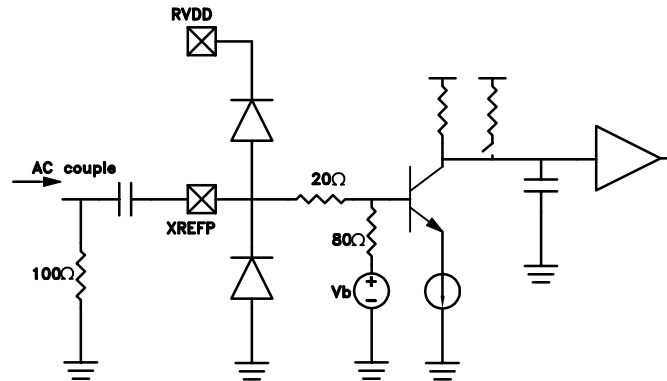 RVDD
AC couple
20Ω
XREFP
80Ω
100Ω
Vb